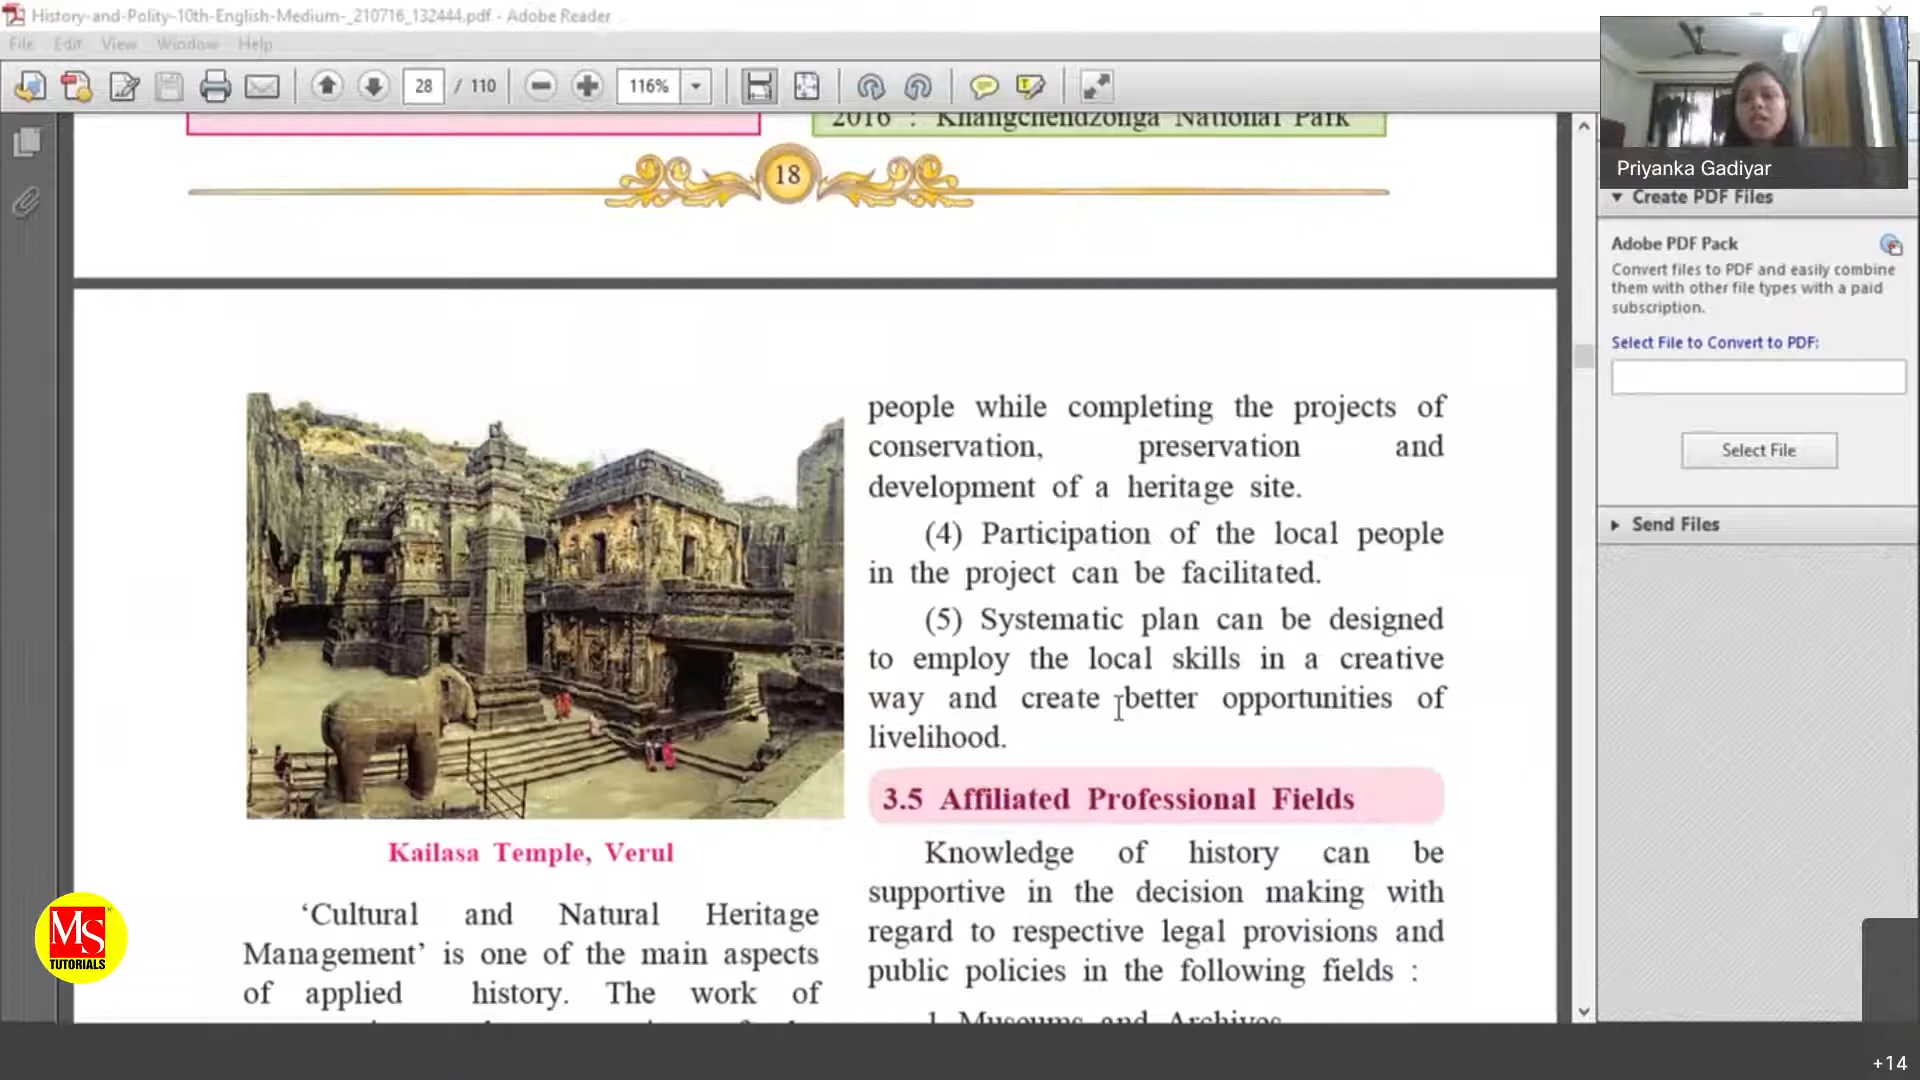 History-and-Polity-10th-English-Medium-_210716_132444.pdf - Adobe Reader
File Edit View Window Help
28 / 110
116%
Priyanka Gadiyar
2016 : Khangchendzonga National Park
18
people while completing the projects of
conservation, preservation and
development of a heritage site.
(4) Participation of the local people
in the project can be facilitated.
(5) Systematic plan can be designed
to employ the local skills in a creative
way and create better opportunities of
livelihood.
3.5 Affiliated Professional Fields
Knowledge of history can be
supportive in the decision making with
regard to respective legal provisions and
public policies in the following fields :
1. Museums and Archives
Kailasa Temple, Verul
‘Cultural and Natural Heritage
Management’ is one of the main aspects
of applied history. The work of
Create PDF Files
Adobe PDF Pack
Convert files to PDF and easily combine
them with other file types with a paid
subscription.
Select File to Convert to PDF:
Select File
Send Files
MS
TUTORIALS
+14